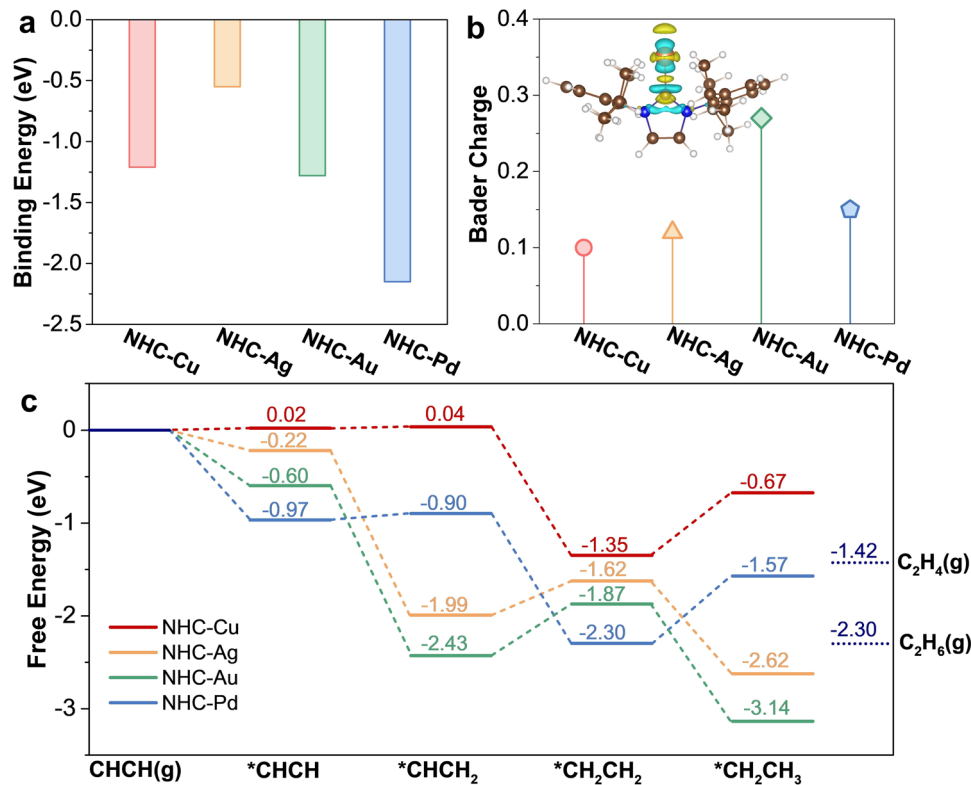 a
Binding Energy (eV)
0.0
-0.5
-1.0
-1.5
-2.0
-2.5
NHC-Cu
NHC-Ag
NHC-Au
NHC-Pd
b
Bader Charge
0.4
0.3
0.2
0.1
0.0
NHC-Cu
NHC-Ag
NHC-Au
NHC-Pd
c
Free Energy (eV)
0
-1
-2
-3
0.02
-0.22
-0.60
-0.97
0.04
-0.90
-1.99
-2.43
-1.35
-1.62
-1.87
-2.30
-0.67
-1.57
-2.62
-3.14
-1.42
C₂H₄(g)
-2.30
C₂H₆(g)
NHC-Cu
NHC-Ag
NHC-Au
NHC-Pd
CHCH(g)
*CHCH
*CHCH₂
*CH₂CH₂
*CH₂CH₃